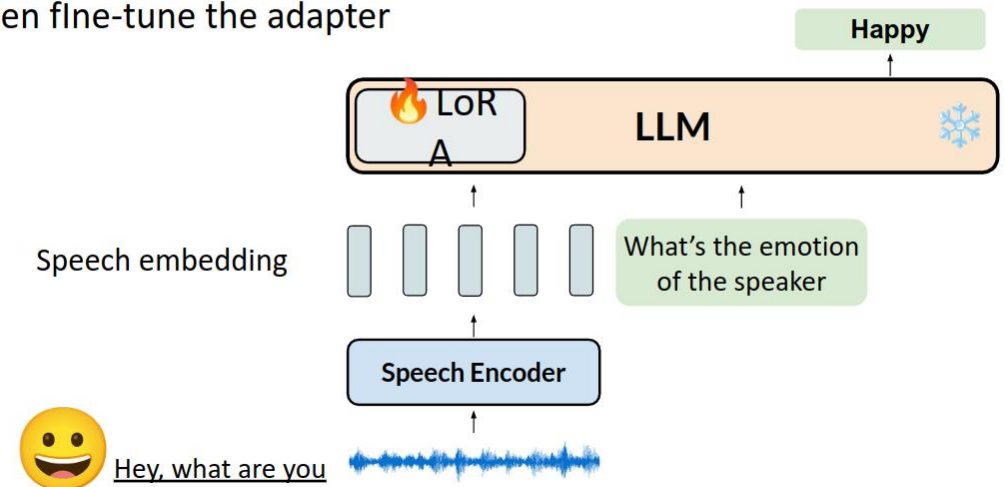 en fIne-tune the adapter
Happy
LoR
A
LLM
Speech embedding
What's the emotion
of the speaker
Speech Encoder
Hey, what are you